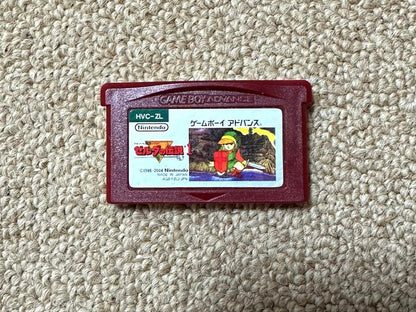 GAME BOY ADVANCE
HVC-ZL
Nintendo
ゲームボーイ アドバンス
ゼルダの伝説 1
©1986-2004 Nintendo
MADE IN JAPAN